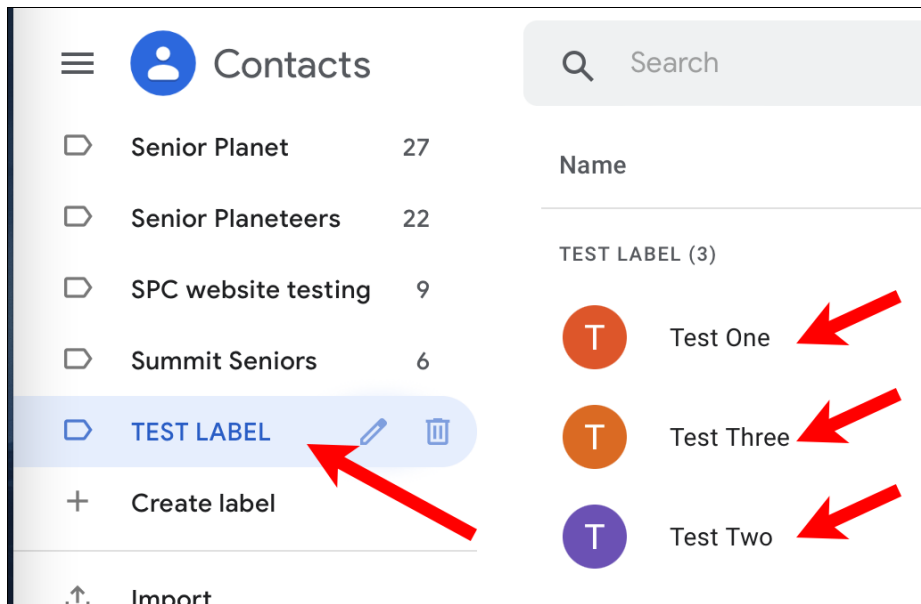 Contacts
Search
Senior Planet 27
Senior Planeteers 22
SPC website testing 9
Summit Seniors 6
TEST LABEL
Create label
Import
Name
TEST LABEL (3)
T Test One
T Test Three
T Test Two